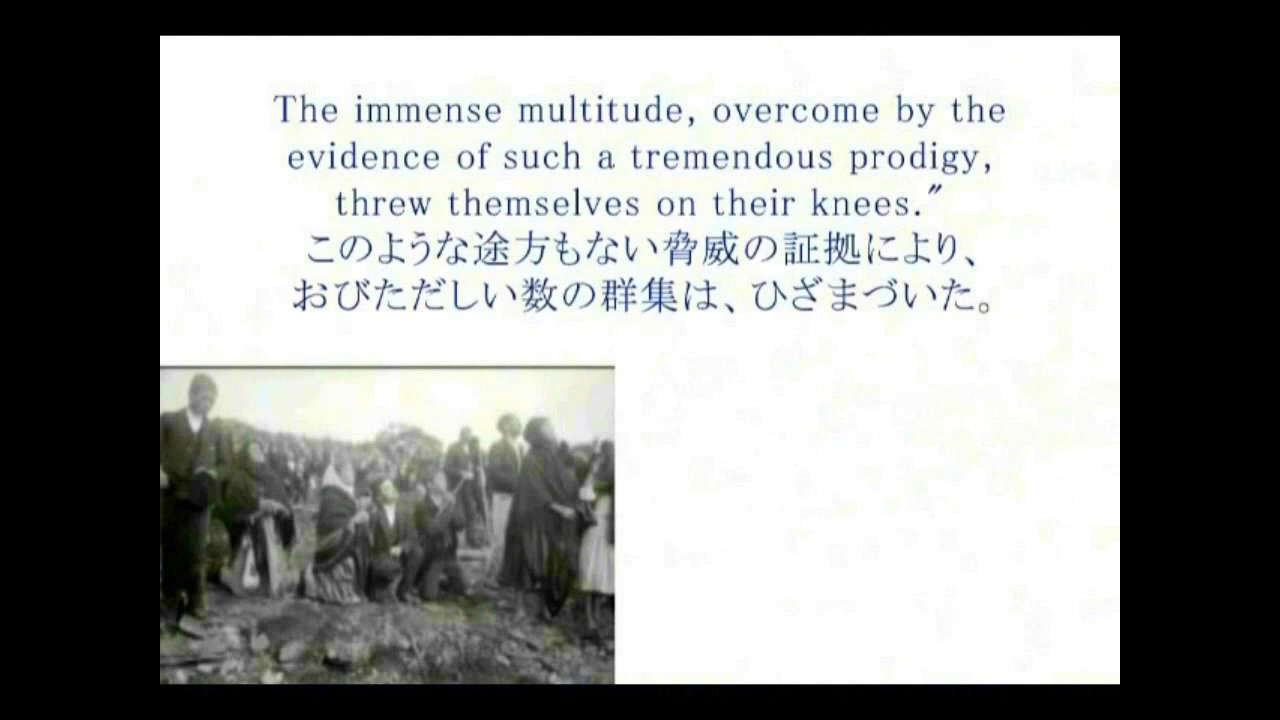 The immense multitude, overcome by the
evidence of such a tremendous prodigy,
threw themselves on their knees."
このような途方もない脅威の証拠により、
おびただしい数の群集は、ひざまづいた。